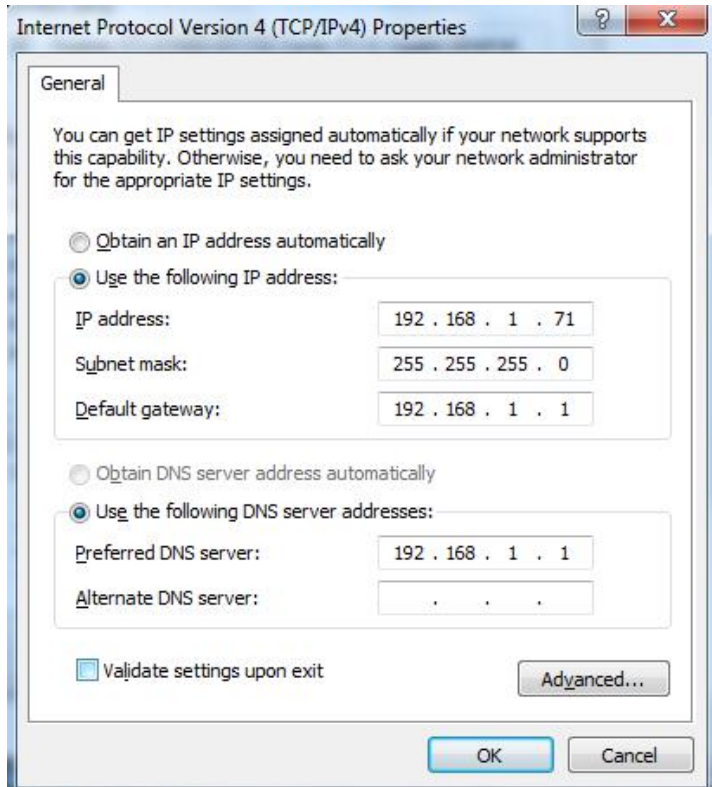 Internet Protocol Version 4 (TCP/IPv4) Properties
?
X
General
You can get IP settings assigned automatically if your network supports
this capability. Otherwise, you need to ask your network administrator
for the appropriate IP settings.
Obtain an IP address automatically
Use the following IP address:
IP address: 192 . 168 . 1 . 71
Subnet mask: 255 . 255 . 255 . 0
Default gateway: 192 . 168 . 1 . 1
Obtain DNS server address automatically
Use the following DNS server addresses:
Preferred DNS server: 192 . 168 . 1 . 1
Alternate DNS server: . . .
Validate settings upon exit
Advanced...
OK Cancel